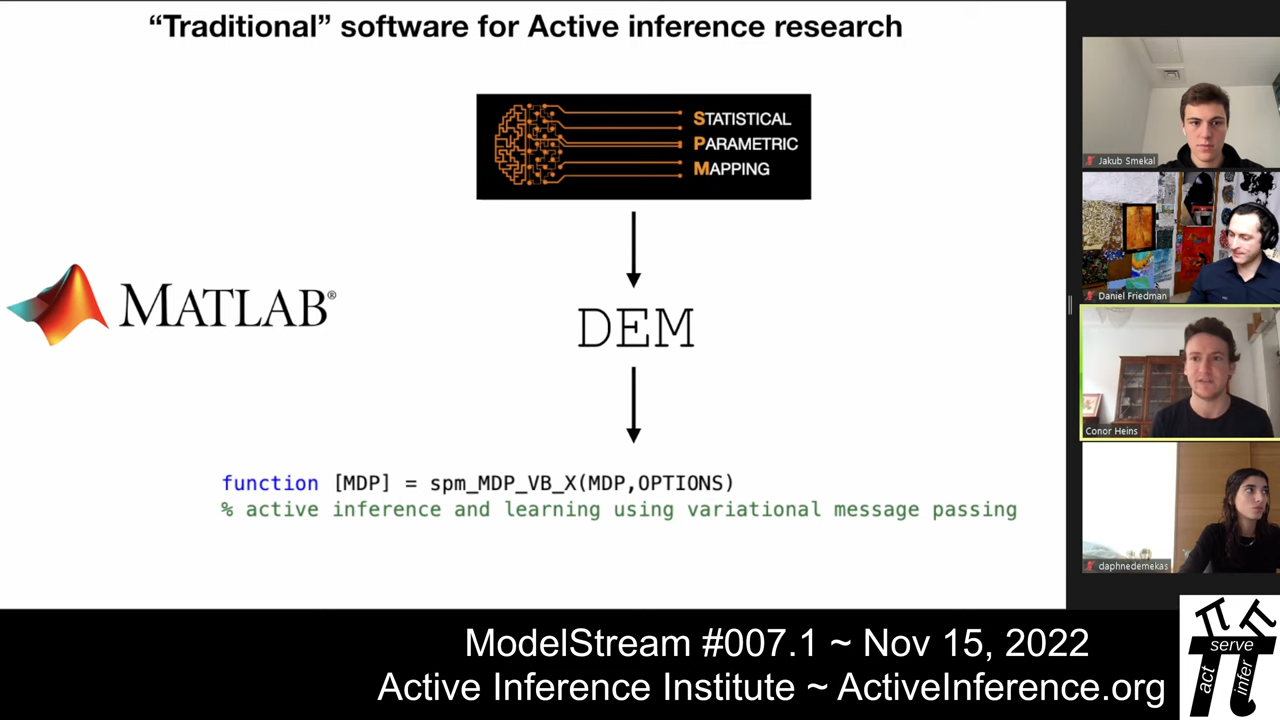 “Traditional” software for Active inference research
STATISTICAL
PARAMETRIC
MAPPING
MATLAB®
DEM
function [MDP] = spm_MDP_VB_X(MDP,OPTIONS)
% active inference and learning using variational message passing
Jakub Smekal
Daniel Friedman
Conor Heins
daphnedemekas
ModelStream #007.1 ~ Nov 15, 2022
Active Inference Institute ~ ActiveInference.org
serve
act
infer